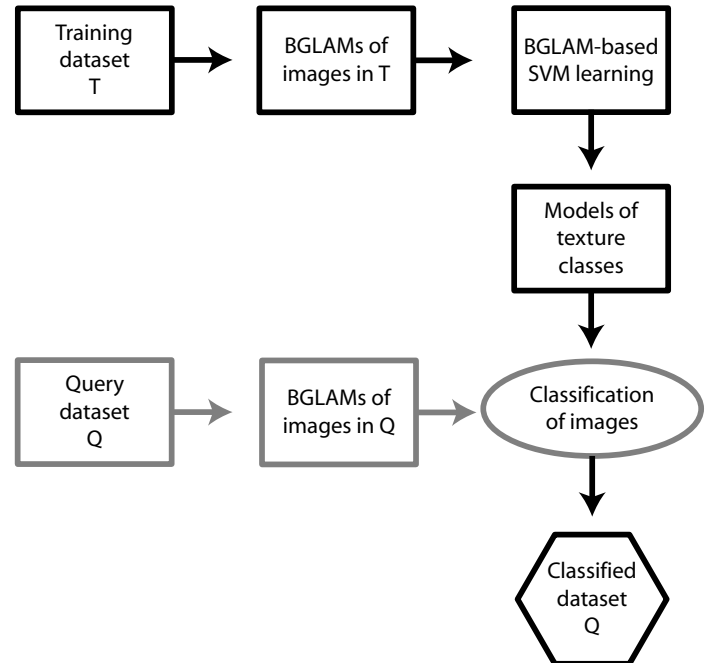 Training
dataset
T
BGLAMs of
images in T
BGLAM-based
SVM learning
Models of
texture
classes
Query
dataset
Q
BGLAMs of
images in Q
Classification
of images
Classified
dataset
Q